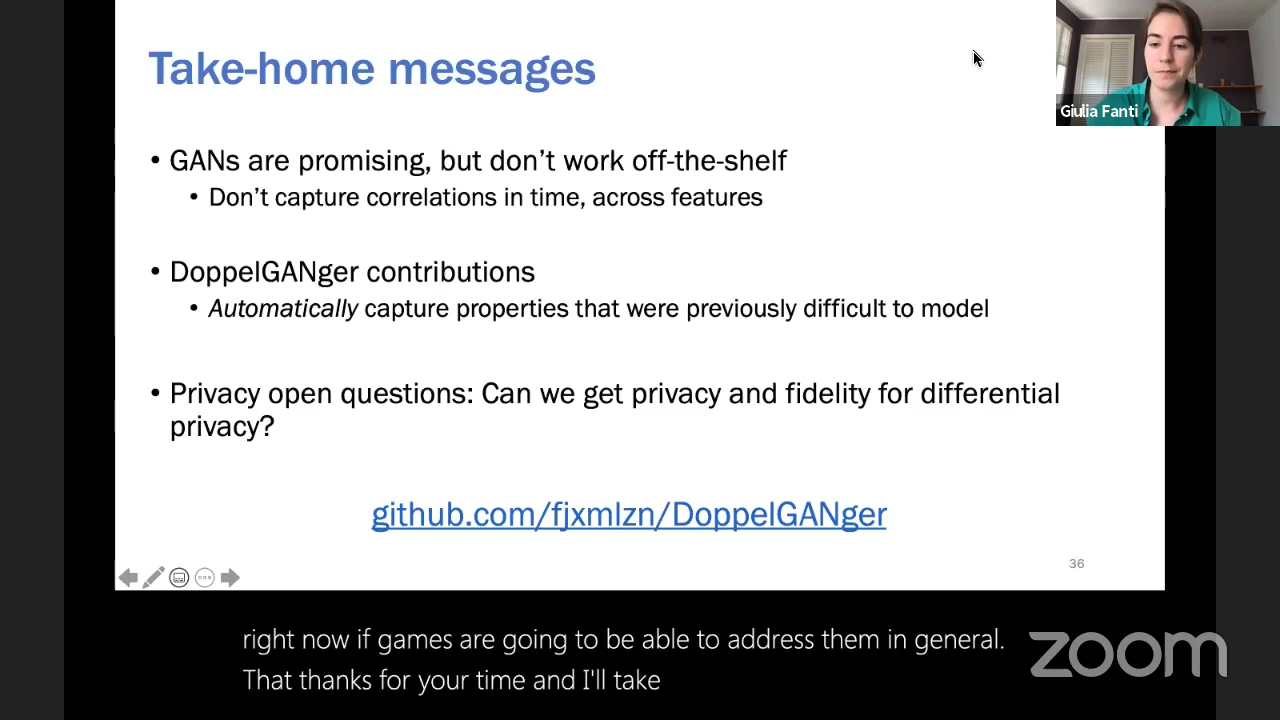 Take-home messages
Giulia Fanti
• GANs are promising, but don't work off-the-shelf
• Don't capture correlations in time, across features
• DoppelGANger contributions
• Automatically capture properties that were previously difficult to model
• Privacy open questions: Can we get privacy and fidelity for differential
privacy?
github.com/fjxmlzn/DoppelGANger
36
right now if games are going to be able to address them in general.
That thanks for your time and I'll take
zoom